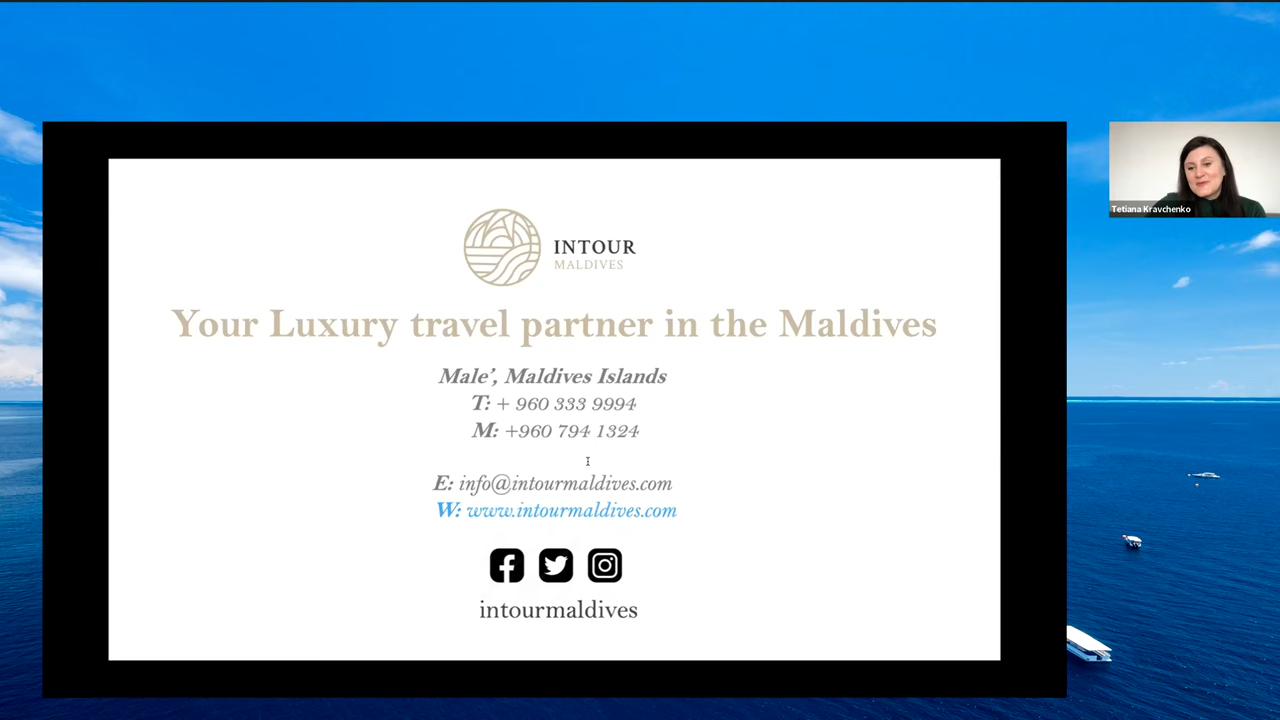 INTOUR
MALDIVES
Your Luxury travel partner in the Maldives
Male’, Maldives Islands
T: + 960 333 9994
M: +960 794 1324
E: info@intourmaldives.com
W: www.intourmaldives.com
intourmaldives
Tetiana Kravchenko